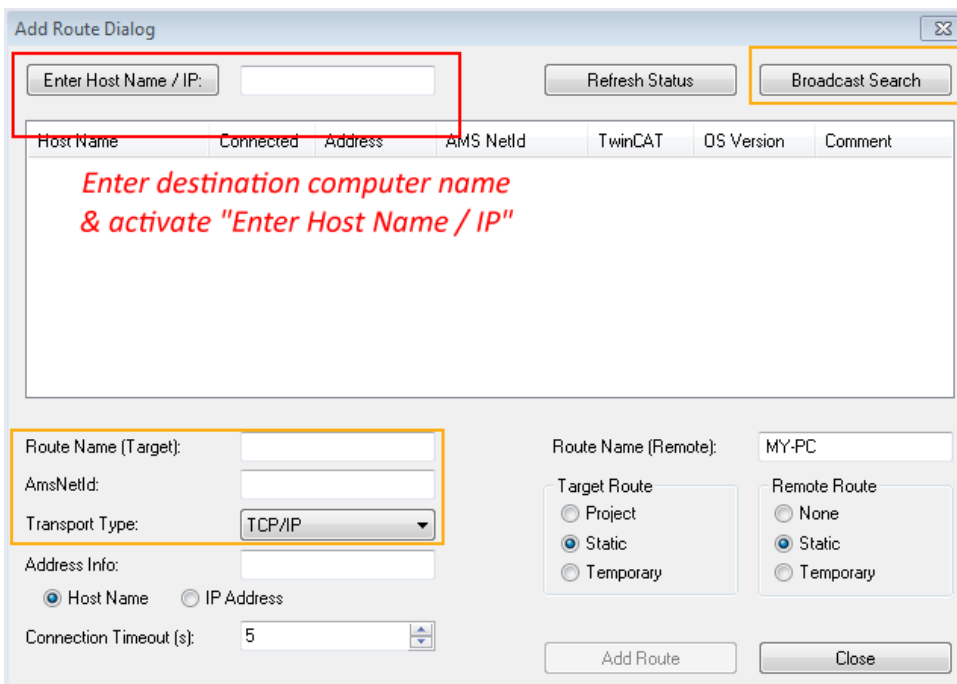 Add Route Dialog
Enter Host Name / IP:
Refresh Status
Broadcast Search
Host Name Connected Address AMS NetId TwinCAT OS Version Comment
Enter destination computer name
& activate "Enter Host Name / IP"
Route Name (Target):
AmsNetId:
Transport Type: TCP/IP
Address Info:
Host Name IP Address
Connection Timeout (s): 5
Route Name (Remote): MY-PC
Target Route
Project
Static
Temporary
Remote Route
None
Static
Temporary
Add Route
Close